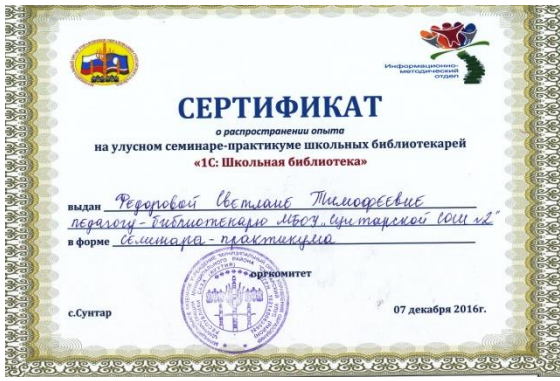 Информационно-
методический
отдел
СЕРТИФИКАТ
о распространении опыта
на улусном семинаре-практикуме школьных библиотекарей
«1С: Школьная библиотека»
выдан Федоровой Светлане Тимофеевне
педагогу-библиотекарю МБОУ "Сунтарской СОШ №2"
в форме семинара-практикума
оргкомитет
с.Сунтар
07 декабря 2016г.